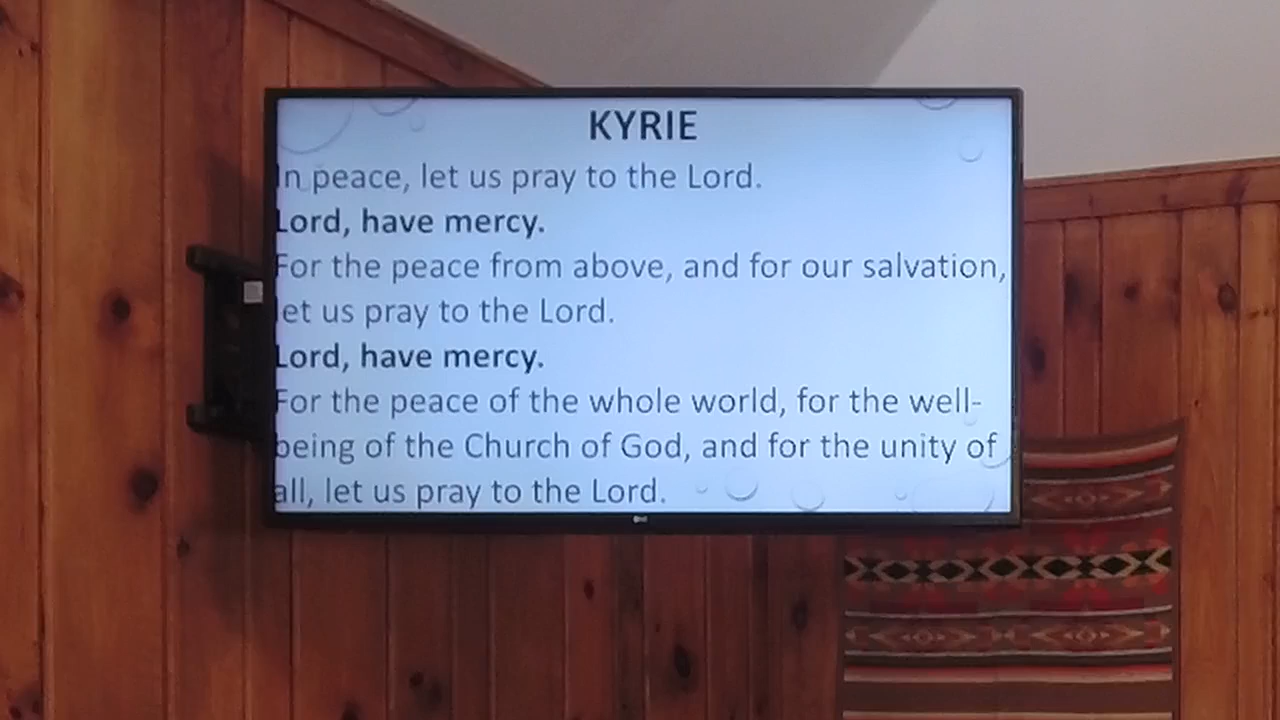 KYRIE
In peace, let us pray to the Lord.
Lord, have mercy.
For the peace from above, and for our salvation,
let us pray to the Lord.
Lord, have mercy.
For the peace of the whole world, for the well-
being of the Church of God, and for the unity of
all, let us pray to the Lord.